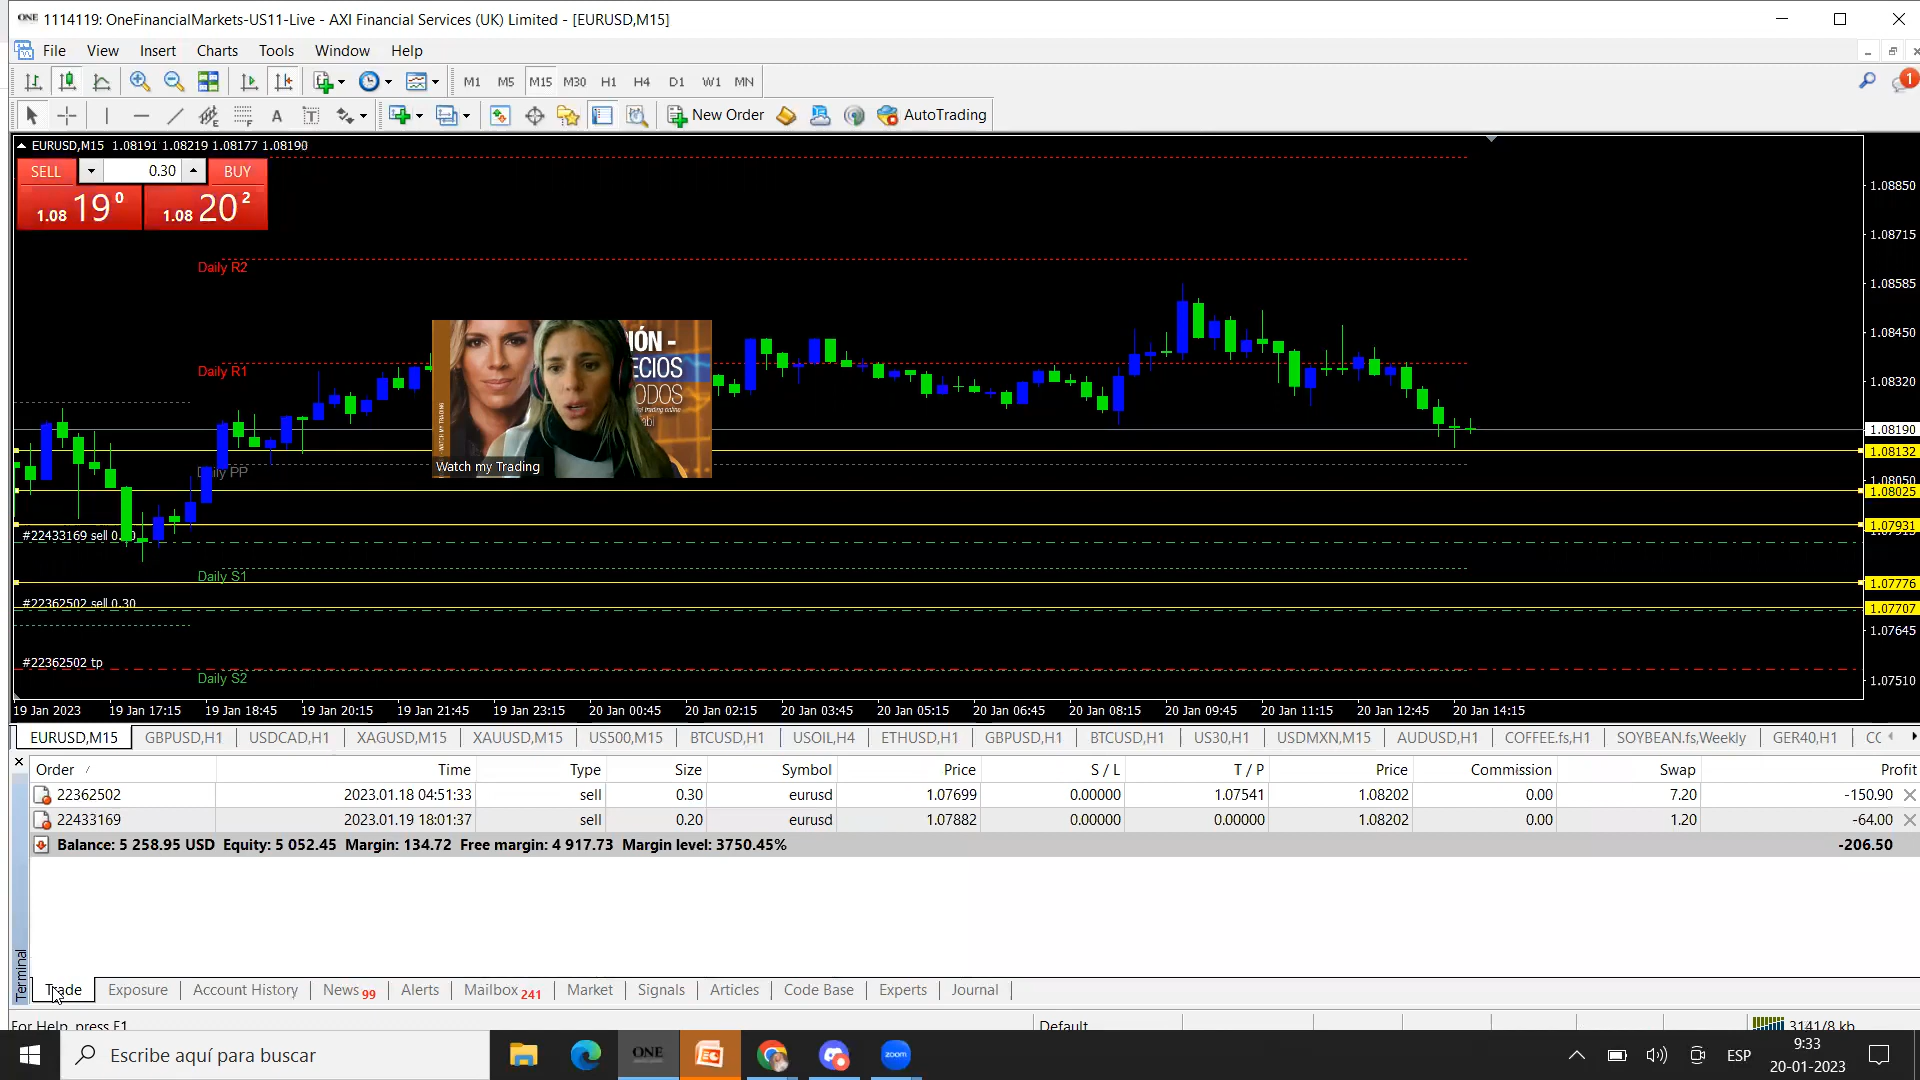 ONE 1114119: OneFinancialMarkets-US11-Live - AXI Financial Services (UK) Limited - [EURUSD,M15]
File View Insert Charts Tools Window Help
M1 M5 M15 M30 H1 H4 D1 W1 MN 1
A T New Order AutoTrading
EURUSD,M15 1.08191 1.08219 1.08177 1.08190
SELL 0.30 BUY
1.08 19 0 1.08 20 2
1.08850
1.08715
Daily R2
1.08585
1.08450
Daily R1
1.08320
IÓN -
ECIOS
ODOS
Watch my Trading
1.08190
1.08132
Daily PP
1.08050
1.08025
1.07931
1.07915
#22433169 sell 0.
Daily S1
1.07776
#22362502 sell 0.30
1.07707
1.07645
#22362502 tp
Daily S2
1.07510
19 Jan 2023 19 Jan 17:15 19 Jan 18:45 19 Jan 20:15 19 Jan 21:45 19 Jan 23:15 20 Jan 00:45 20 Jan 02:15 20 Jan 03:45 20 Jan 05:15 20 Jan 06:45 20 Jan 08:15 20 Jan 09:45 20 Jan 11:15 20 Jan 12:45 20 Jan 14:15
EURUSD,M15 GBPUSD,H1 USDCAD,H1 XAGUSD,M15 XAUUSD,M15 US500,M15 BTCUSD,H1 USOIL,H4 ETHUSD,H1 GBPUSD,H1 BTCUSD,H1 US30,H1 USDMXN,M15 AUDUSD,H1 COFFEE.fs,H1 SOYBEAN.fs,Weekly GER40,H1
Order Time Type Size Symbol Price S / L T / P Price Commission Swap Profit
22362502 2023.01.18 04:51:33 sell 0.30 eurusd 1.07699 0.00000 1.07541 1.08202 0.00 7.20 -150.90
22433169 2023.01.19 18:01:37 sell 0.20 eurusd 1.07882 0.00000 0.00000 1.08202 0.00 1.20 -64.00
Balance: 5 258.95 USD Equity: 5 052.45 Margin: 134.72 Free margin: 4 917.73 Margin level: 3750.45% -206.50
Terminal
Trade Exposure Account History News 99 Alerts Mailbox 241 Market Signals Articles Code Base Experts Journal
For Help, press F1 Default 3141/8 kb
Escribe aquí para buscar ONE zoom ESP 9:33
20-01-2023